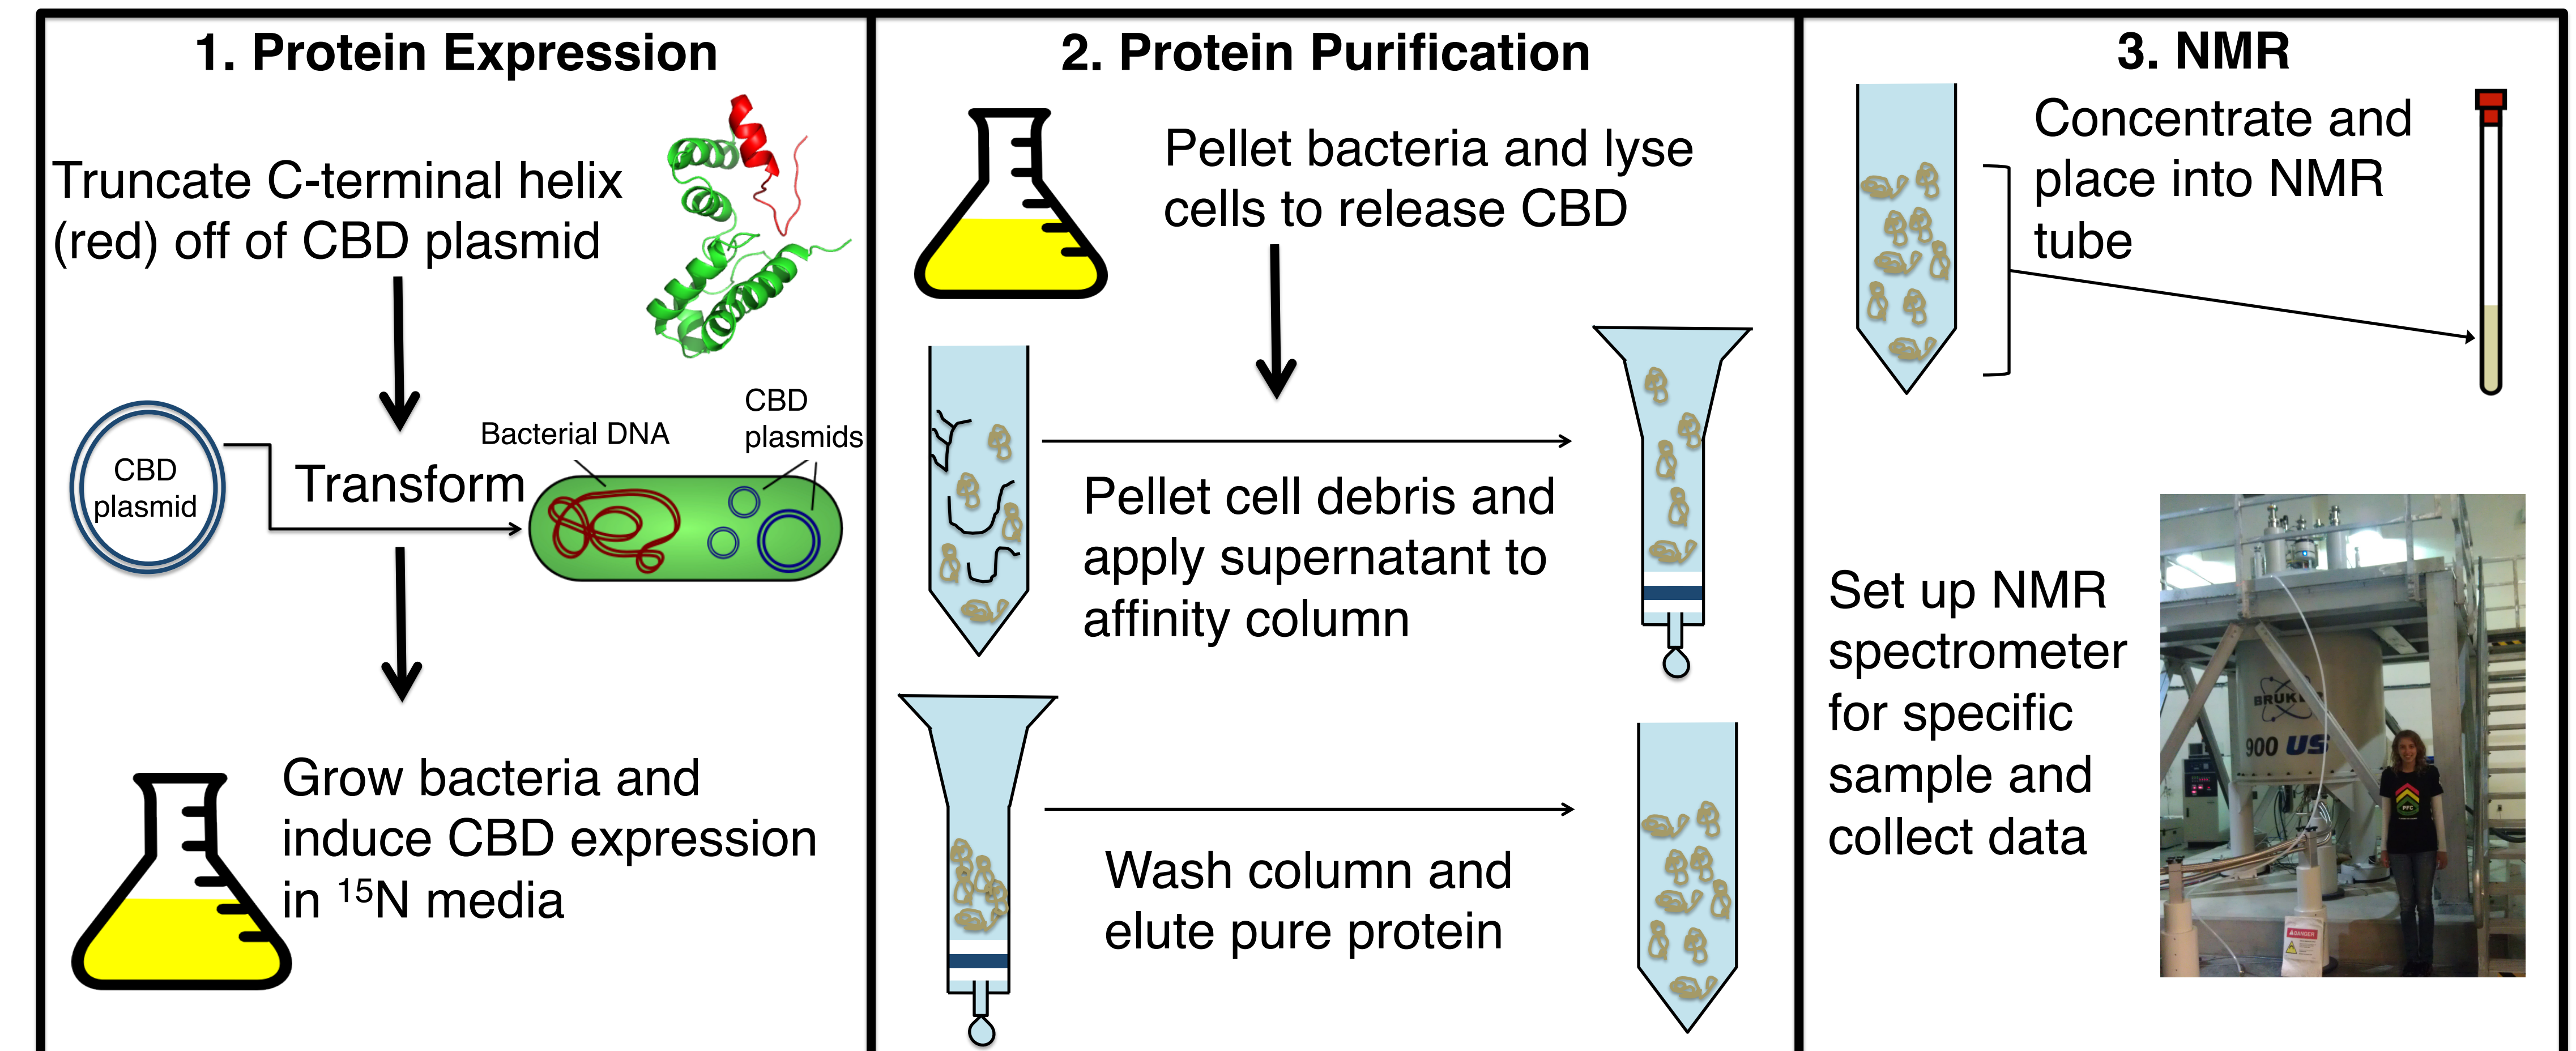 1. Protein Expression
Truncate C-terminal helix
(red) off of CBD plasmid
CBD
plasmid
Transform
Bacterial DNA
CBD
plasmids
Grow bacteria and
induce CBD expression
in ¹⁵N media
2. Protein Purification
Pellet bacteria and lyse
cells to release CBD
Pellet cell debris and
apply supernatant to
affinity column
Wash column and
elute pure protein
3. NMR
Concentrate and
place into NMR
tube
Set up NMR
spectrometer
for specific
sample and
collect data
900 US
PFC
DANGER